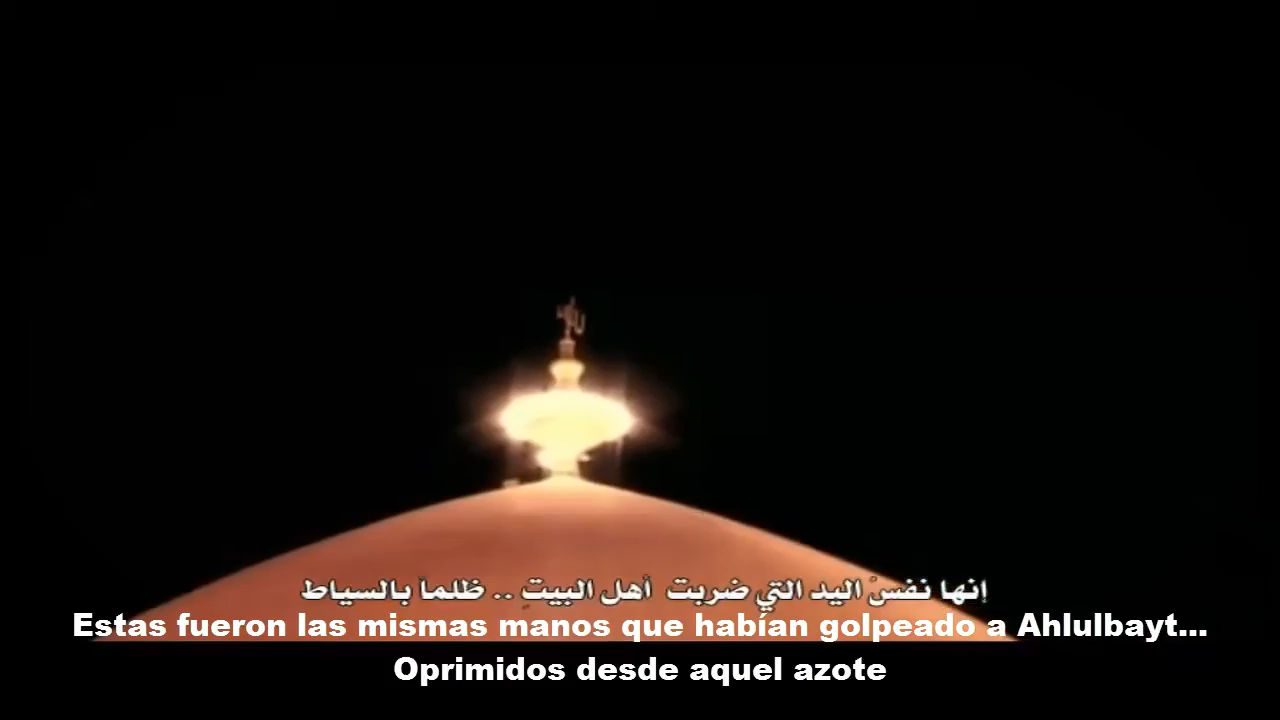 إنها نفسُ اليد التي ضربت أهل البيتِ .. ظلماً بالسياط
Estas fueron las mismas manos que habían golpeado a Ahlulbayt...
Oprimidos desde aquel azote